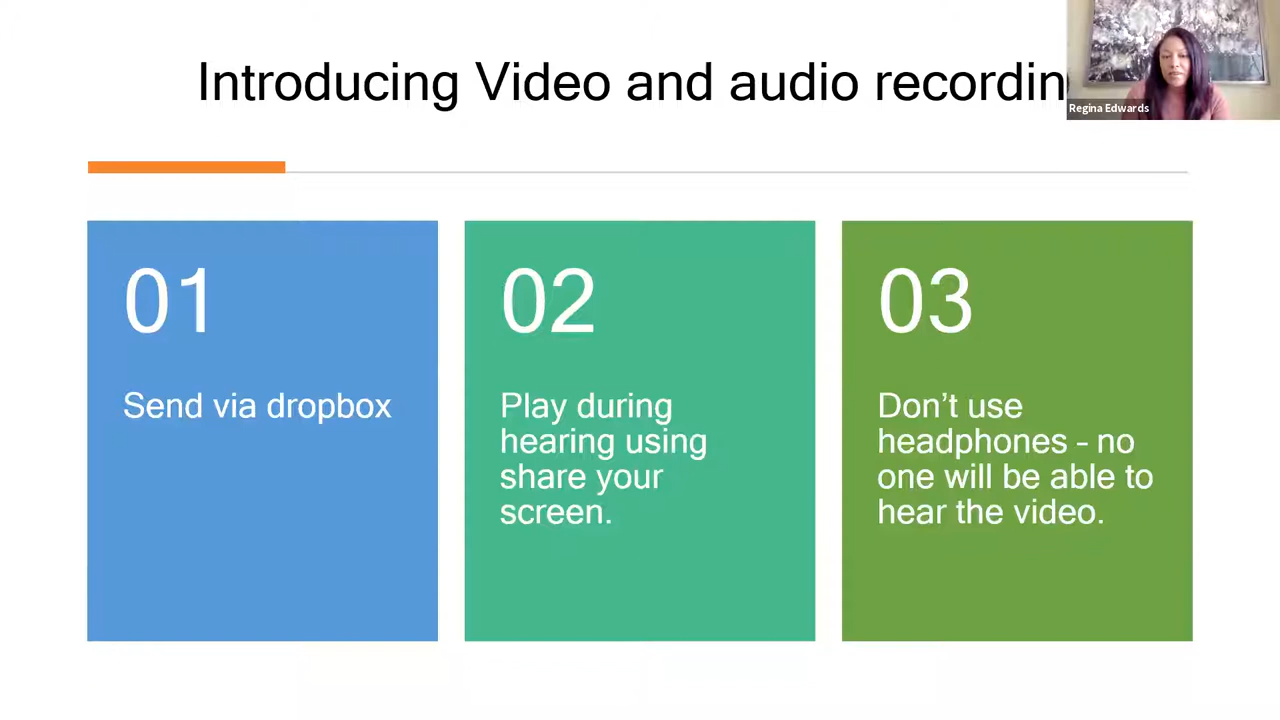 Introducing Video and audio recordin
Regina Edwards
01
Send via dropbox
02
Play during
hearing using
share your
screen.
03
Don’t use
headphones – no
one will be able to
hear the video.